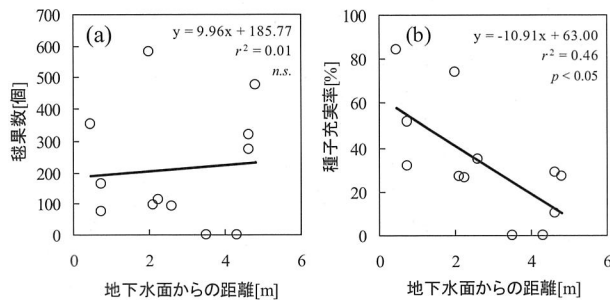 (a)
y = 9.96x + 185.77
r² = 0.01
n.s.
700
600
500
400
300
200
100
0
毬果数[個]
0 2 4 6
地下水面からの距離[m]
(b)
y = -10.91x + 63.00
r² = 0.46
p < 0.05
100
80
60
40
20
0
種子充実率[%]
0 2 4 6
地下水面からの距離[m]